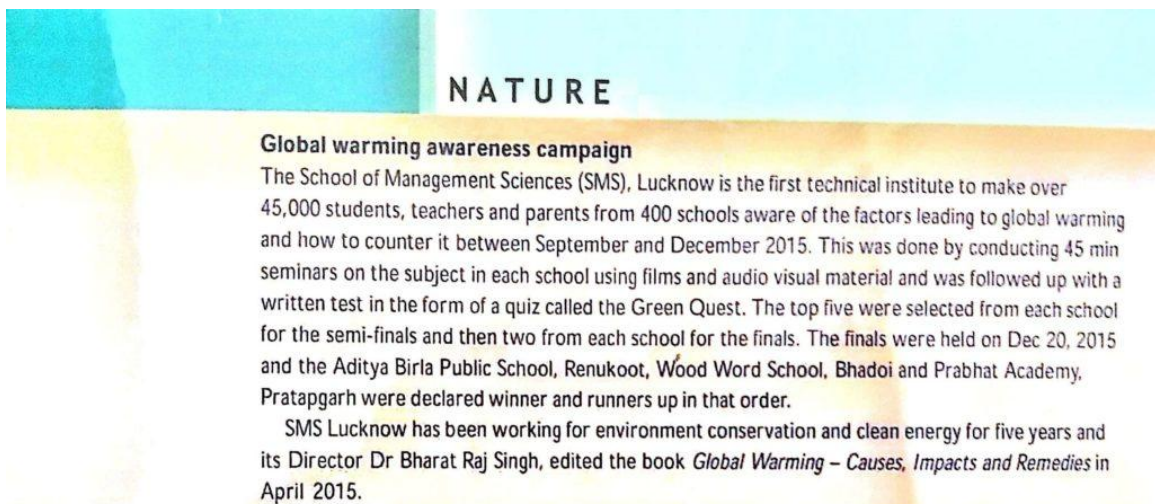 NATURE
Global warming awareness campaign
The School of Management Sciences (SMS), Lucknow is the first technical institute to make over
45,000 students, teachers and parents from 400 schools aware of the factors leading to global warming
and how to counter it between September and December 2015. This was done by conducting 45 min
seminars on the subject in each school using films and audio visual material and was followed up with a
written test in the form of a quiz called the Green Quest. The top five were selected from each school
for the semi-finals and then two from each school for the finals. The finals were held on Dec 20, 2015
and the Aditya Birla Public School, Renukoot, Wood Word School, Bhadoi and Prabhat Academy,
Pratapgarh were declared winner and runners up in that order.
SMS Lucknow has been working for environment conservation and clean energy for five years and
its Director Dr Bharat Raj Singh, edited the book Global Warming – Causes, Impacts and Remedies in
April 2015.